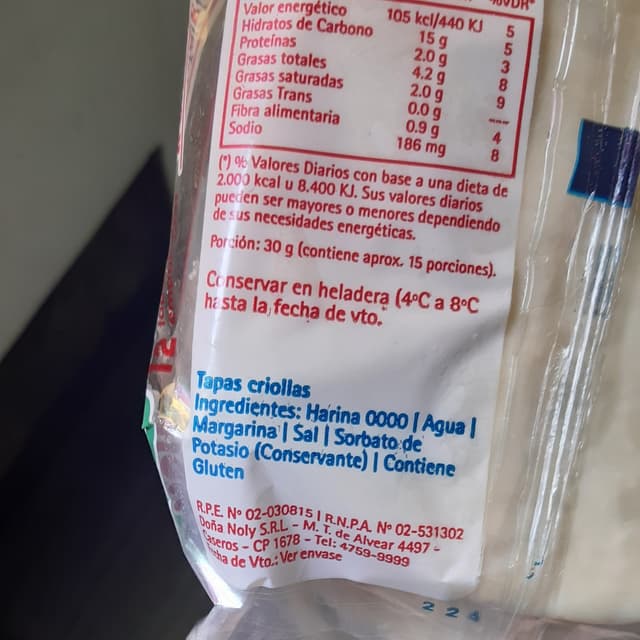 %VDR*
Valor energético 105 kcl/440 KJ 5
Hidratos de Carbono 15 g 5
Proteínas 2.0 g 3
Grasas totales 4.2 g 8
Grasas saturadas 2.0 g 9
Grasas Trans 0.0 g ---
Fibra alimentaria 0.9 g 4
Sodio 186 mg 8
(*) % Valores Diarios con base a una dieta de
2.000 kcal u 8.400 KJ. Sus valores diarios
pueden ser mayores o menores dependiendo
de sus necesidades energéticas.
Porción: 30 g (contiene aprox. 15 porciones).
Conservar en heladera (4ºC a 8ºC
hasta la fecha de vto.
Tapas criollas
Ingredientes: Harina 0000 | Agua |
Margarina | Sal | Sorbato de
Potasio (Conservante) | Contiene
Gluten
R.P.E. Nº 02-030815 | R.N.P.A. Nº 02-531302
Doña Noly S.R.L - M. T. de Alvear 4497 -
Caseros - CP 1678 - Tel: 4759-9999
de Vto.: Ver envase
2 2 4